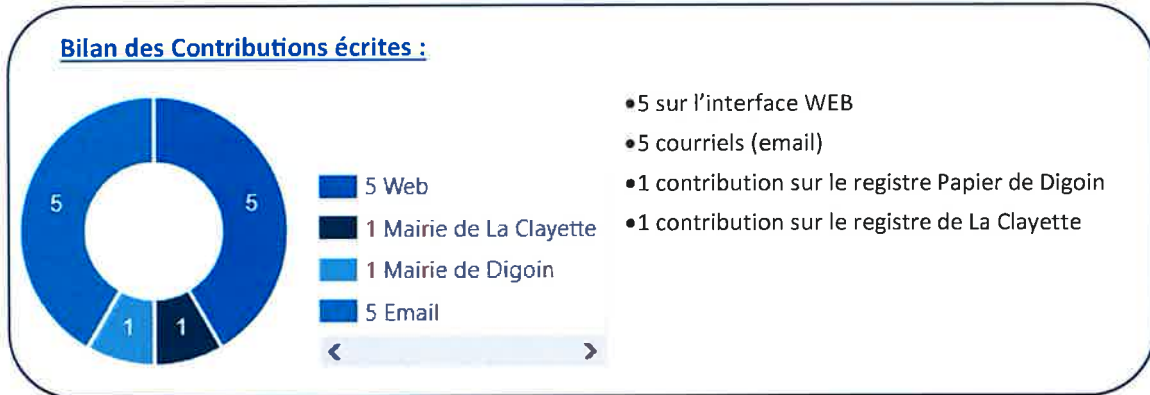 Bilan des Contributions écrites :
5
5
1
1
5 Web
1 Mairie de La Clayette
1 Mairie de Digoin
5 Email
•5 sur l'interface WEB
•5 courriels (email)
•1 contribution sur le registre Papier de Digoin
•1 contribution sur le registre de La Clayette